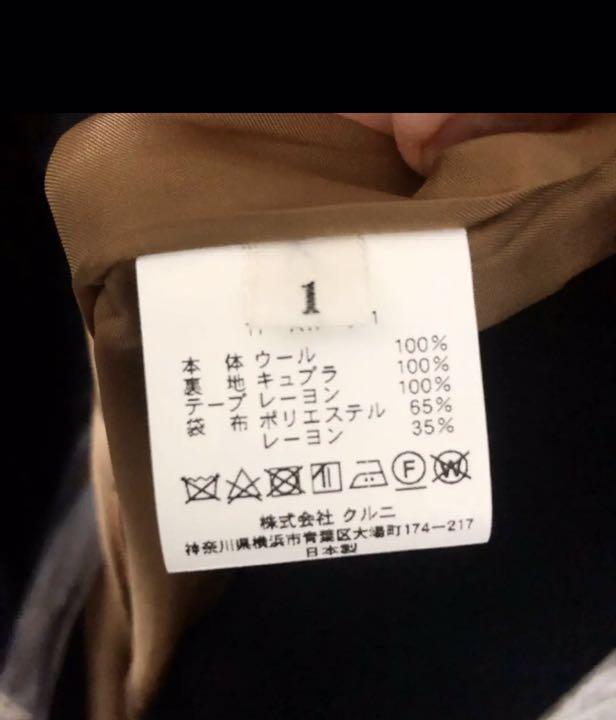 1
本体 ウール 100%
裏地 キュプラ 100%
テープ レーヨン 100%
袋布 ポリエステル 65%
レーヨン 35%
F W
株式会社 クルニ
神奈川県横浜市青葉区大場町174-217
日本製